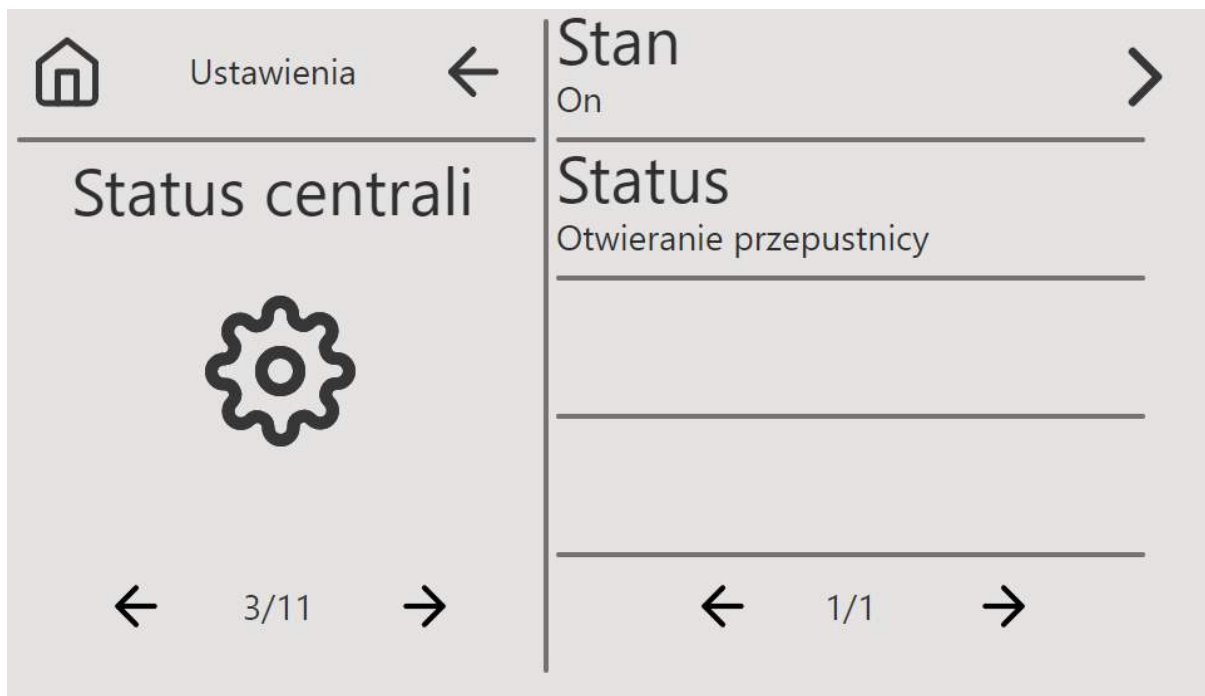 Ustawienia
Status centrali
3/11
Stan
On
Status
Otwieranie przepustnicy
1/1